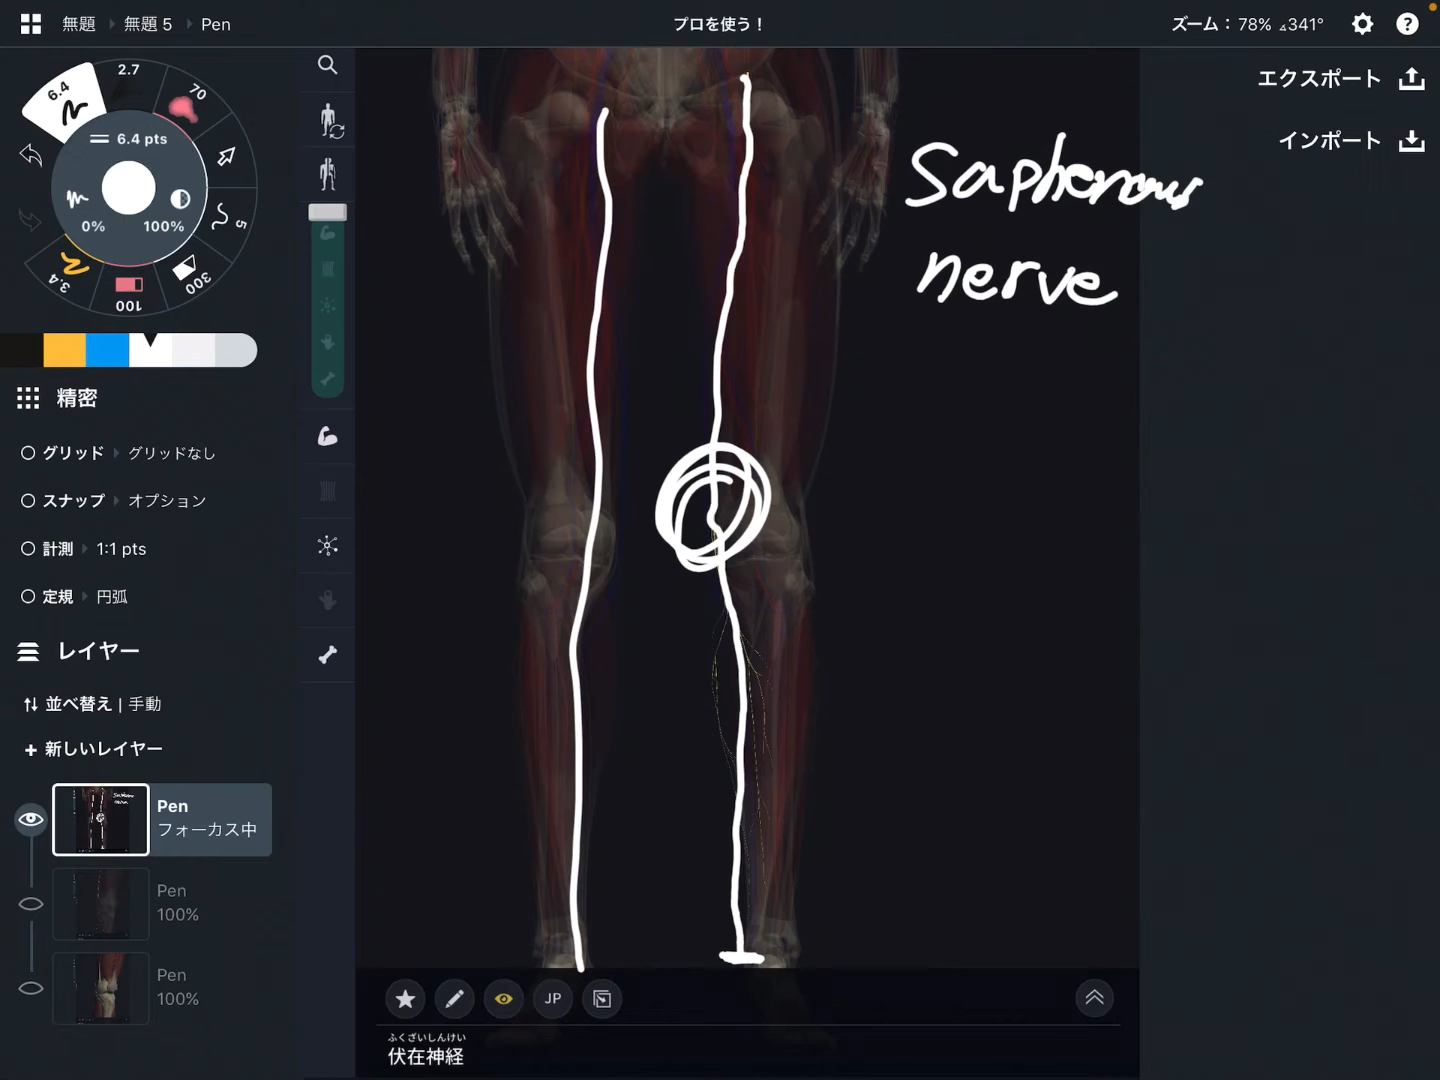 無題 無題 5 Pen
プロを使う！
ズーム： 78% ⊿341°
エクスポート
インポート
6.4
2.7
70
5
300
100
3.4
6.4 pts
0% 100%
精密
グリッド グリッドなし
スナップ オプション
計測 1:1 pts
定規 円弧
レイヤー
並べ替え | 手動
+ 新しいレイヤー
Pen
フォーカス中
Pen
100%
Pen
100%
Saphenous
nerve
JP
ふくざいしんけい
伏在神経